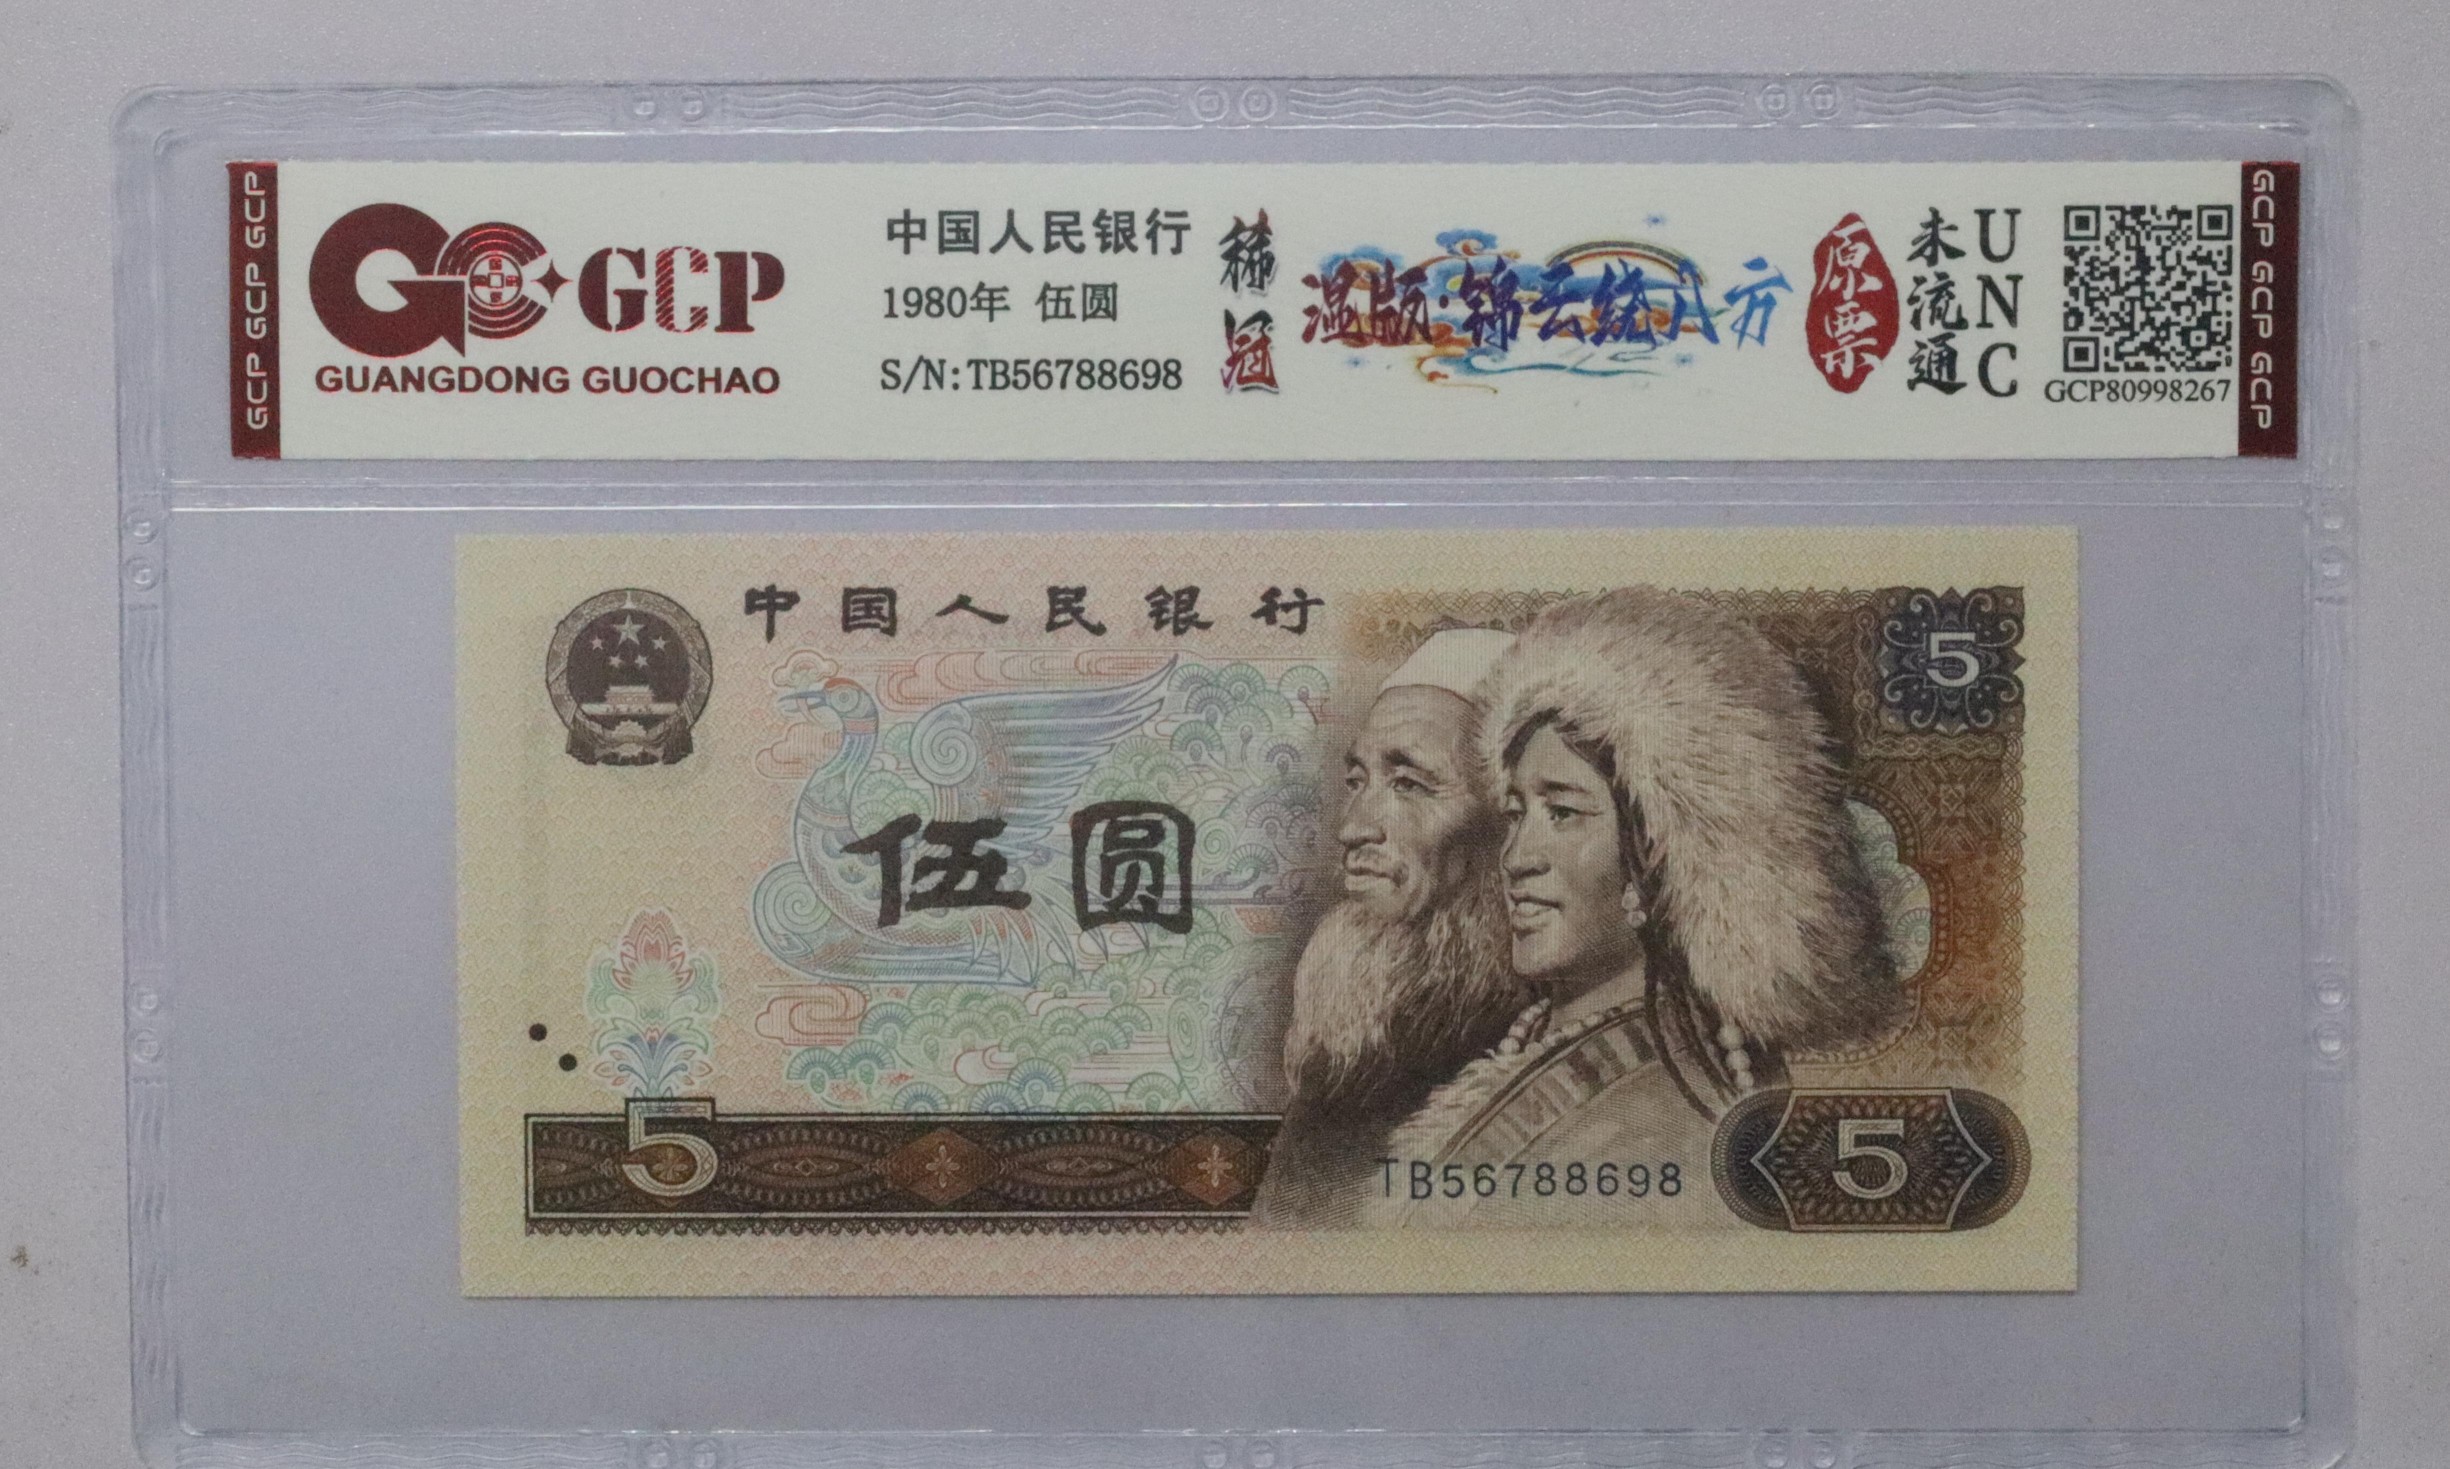 GCP GCP GCP
GCP
GUANGDONG GUOCHAO
中国人民银行
1980年 伍圆
S/N:TB56788698
稀冠
温版·锦云绕八方
原票
未流通
UNC
GCP80998267
GCP GCP GCP
中国人民银行
5
伍圆
5
TB56788698
5